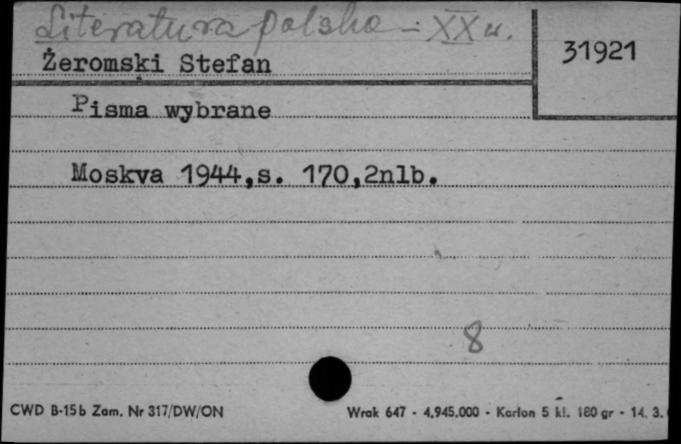 Literatura polska - XX w.
Żeromski Stefan
31921
Pisma wybrane
Moskva 1944,s. 170,2nlb.
8
CWD B-15b Zam. Nr 317/DW/ON
Wrak 647 - 4.945.000 - Karton 5 kl. 180 gr - 14. 3.